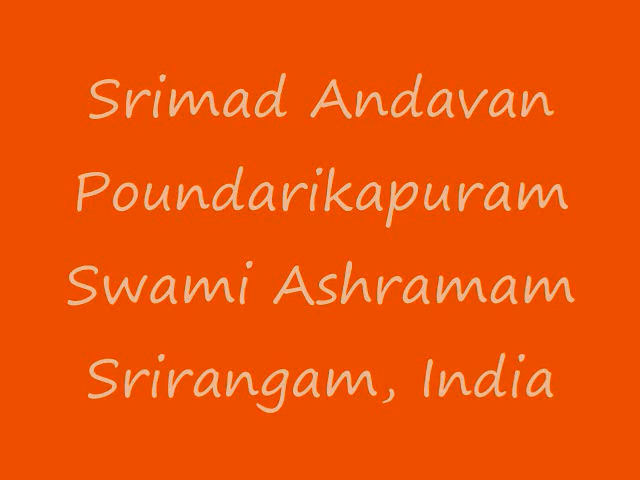 Srimad Andavan
Poundarikapuram
Swami Ashramam
Srirangam, India